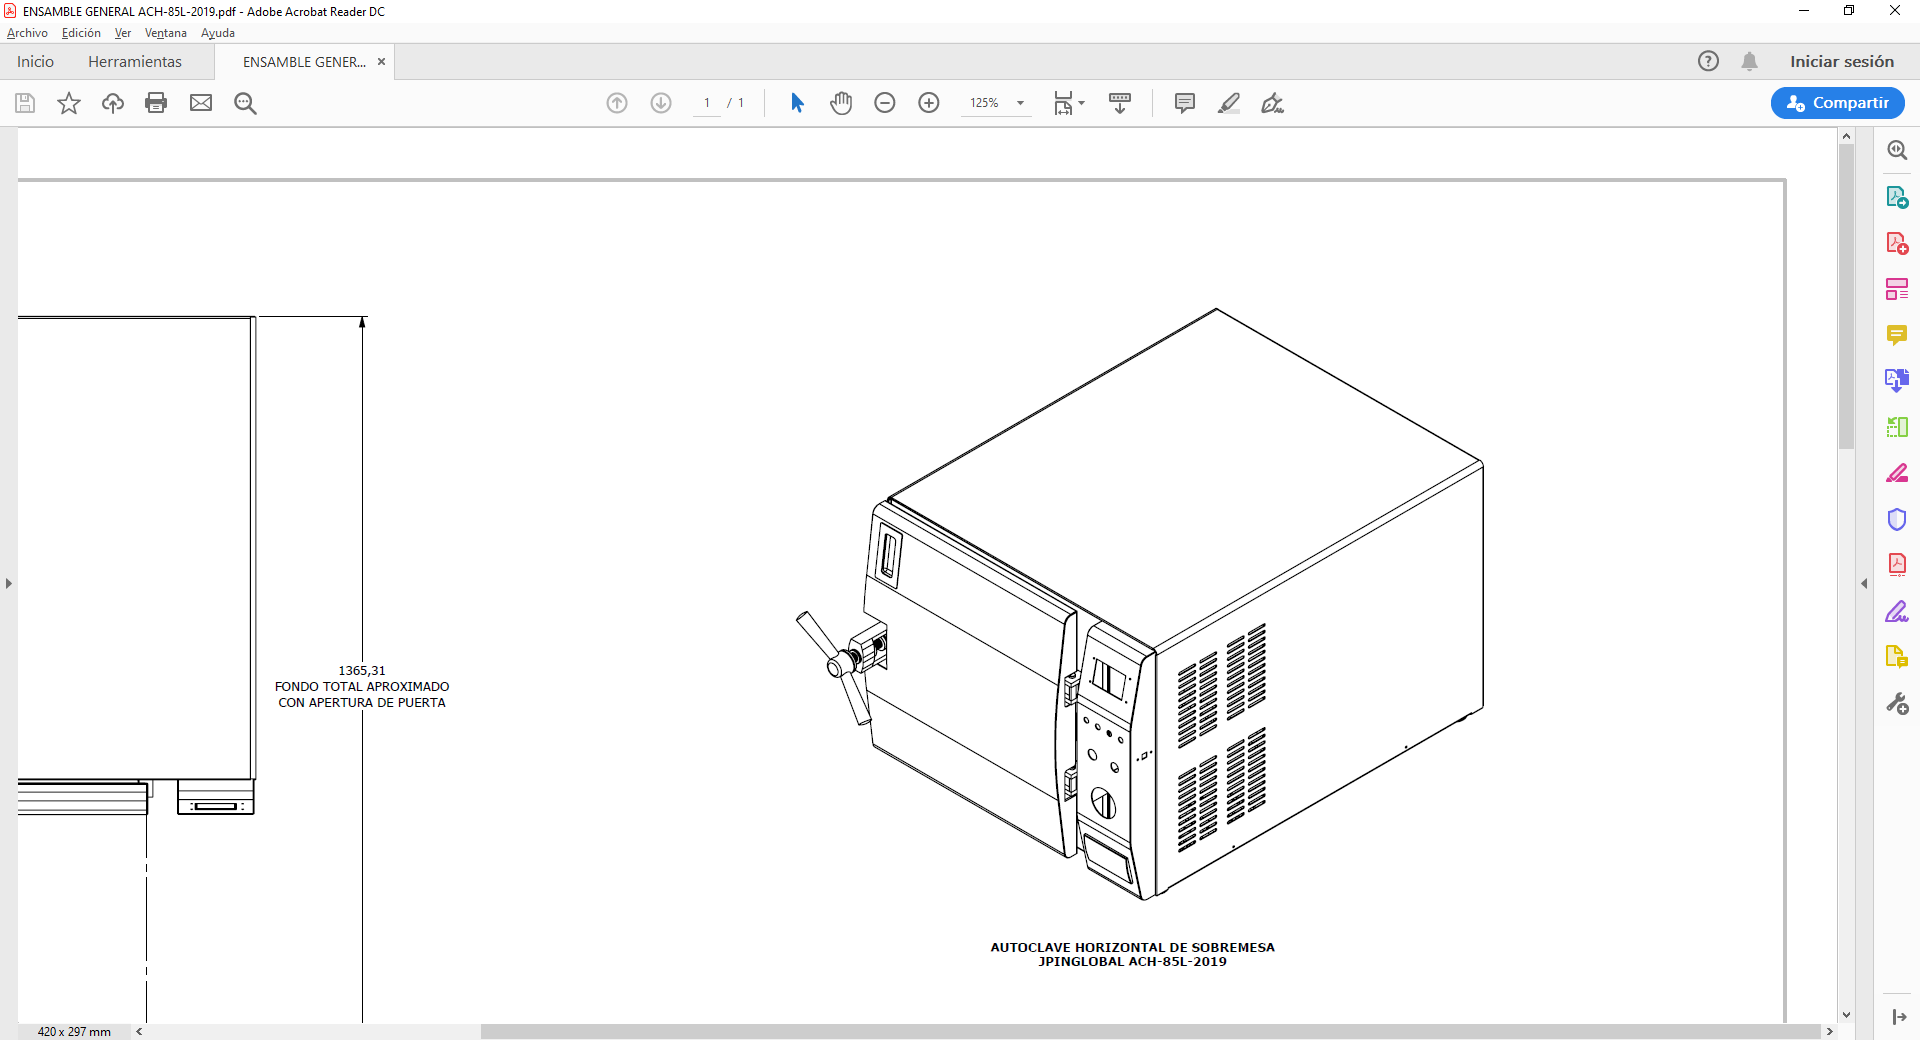 ENSAMBLE GENERAL ACH-85L-2019.pdf - Adobe Acrobat Reader DC
Archivo Edición Ver Ventana Ayuda
Inicio Herramientas ENSAMBLE GENER... Iniciar sesión
1 / 1 125% Compartir
1365,31
FONDO TOTAL APROXIMADO
CON APERTURA DE PUERTA
AUTOCLAVE HORIZONTAL DE SOBREMESA
JPINGLOBAL ACH-85L-2019
420 x 297 mm